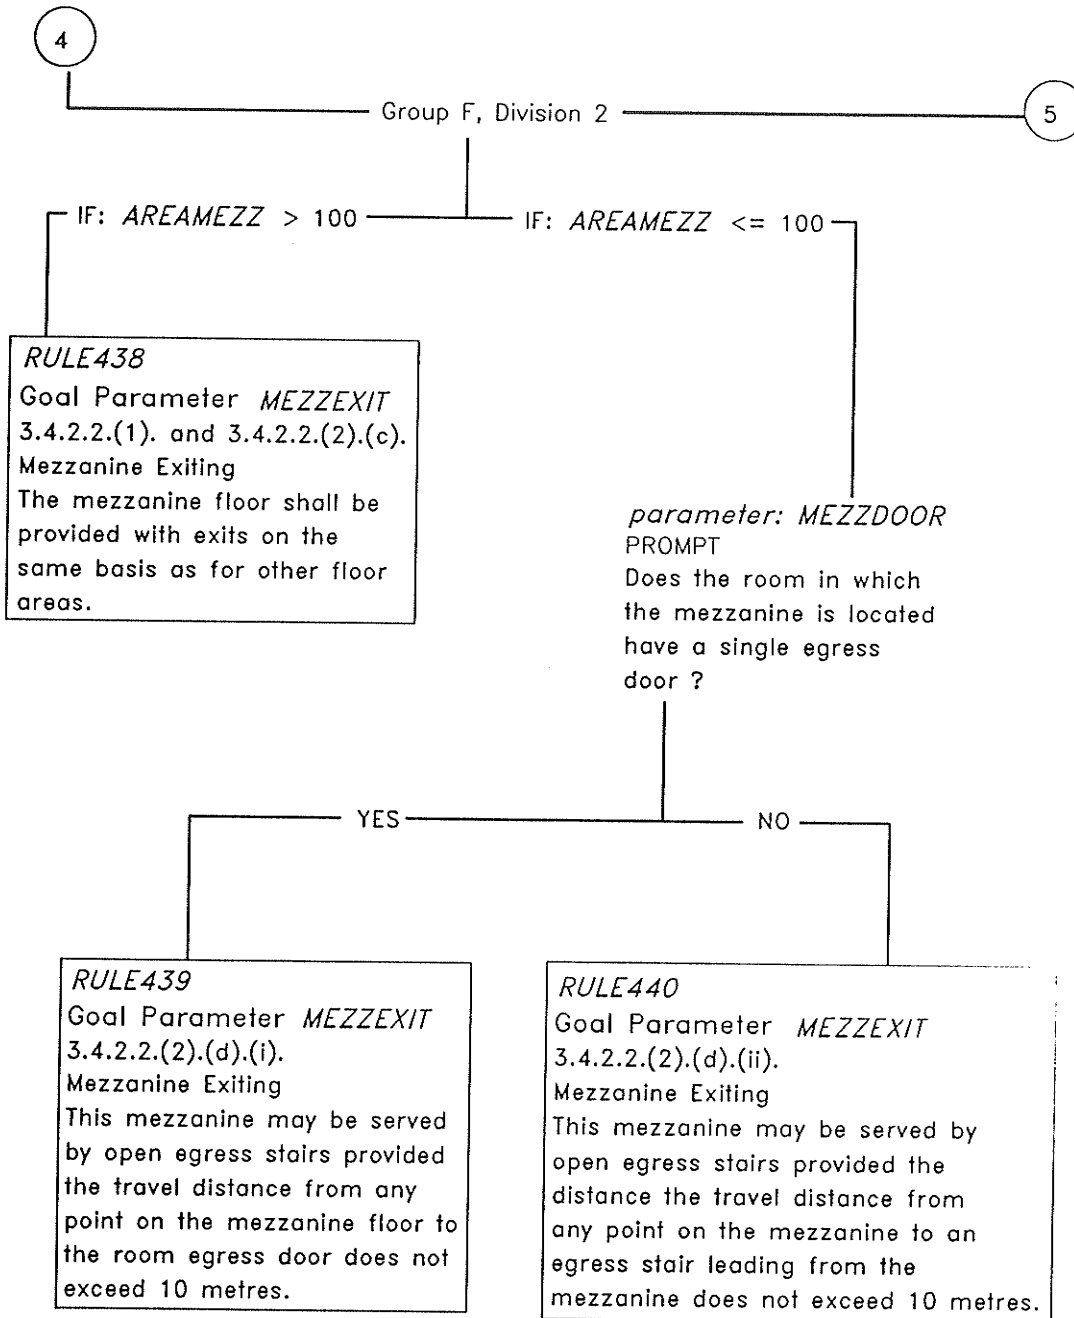 4
Group F, Division 2
5
IF: AREAMEZZ > 100
IF: AREAMEZZ <= 100
RULE438
Goal Parameter MEZZEXIT
3.4.2.2.(1). and 3.4.2.2.(2).(c).
Mezzanine Exiting
The mezzanine floor shall be
provided with exits on the
same basis as for other floor
areas.
parameter: MEZZDOOR
PROMPT
Does the room in which
the mezzanine is located
have a single egress
door ?
YES
NO
RULE439
Goal Parameter MEZZEXIT
3.4.2.2.(2).(d).(i).
Mezzanine Exiting
This mezzanine may be served
by open egress stairs provided
the travel distance from any
point on the mezzanine floor to
the room egress door does not
exceed 10 metres.
RULE440
Goal Parameter MEZZEXIT
3.4.2.2.(2).(d).(ii).
Mezzanine Exiting
This mezzanine may be served by
open egress stairs provided the
distance the travel distance from
any point on the mezzanine to an
egress stair leading from the
mezzanine does not exceed 10 metres.